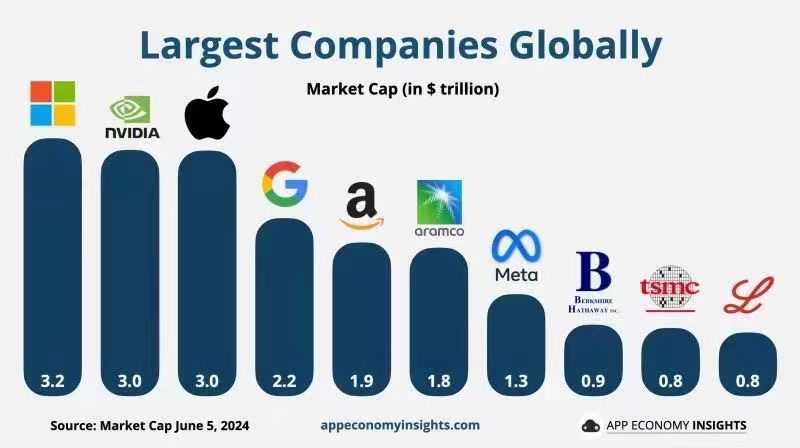 Largest Companies Globally
Market Cap (in $ trillion)
NVIDIA
a
aramco
Meta
B
BERKSHIRE
HATHAWAY INC.
tsmc
L
3.2
3.0
3.0
2.2
1.9
1.8
1.3
0.9
0.8
0.8
Source: Market Cap June 5, 2024
appeconomyinsights.com
APP ECONOMY INSIGHTS